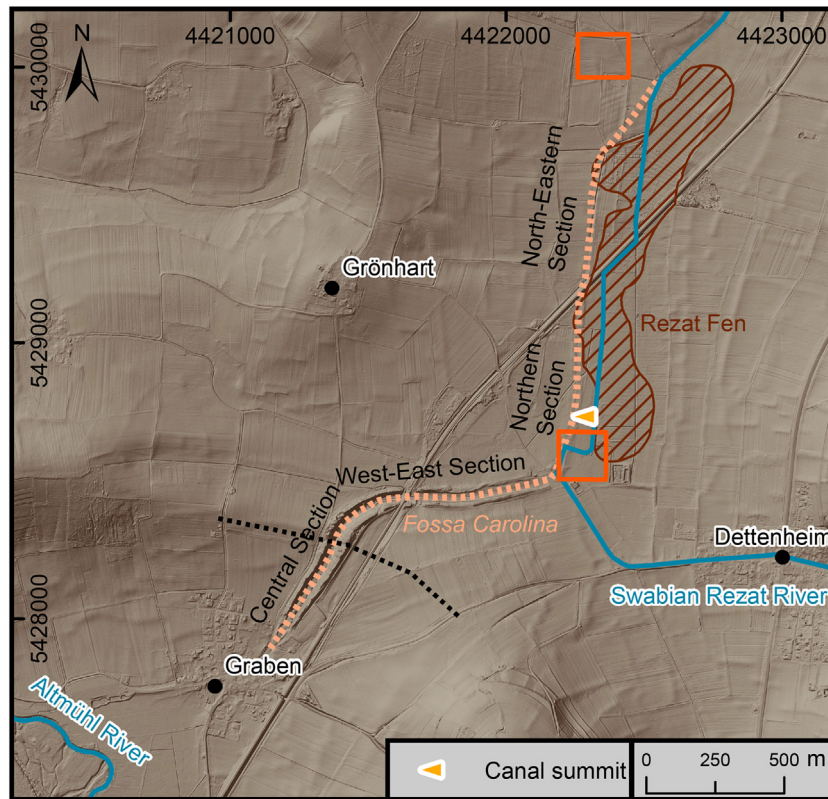 4421000
4422000
4423000
N
5430000
North-Eastern
Section
Grönhart
Rezat Fen
5429000
Northern
Section
West-East Section
Fossa Carolina
Central Section
Dettenheim
Swabian Rezat River
5428000
Graben
Altmühl River
Canal summit
0 250 500 m